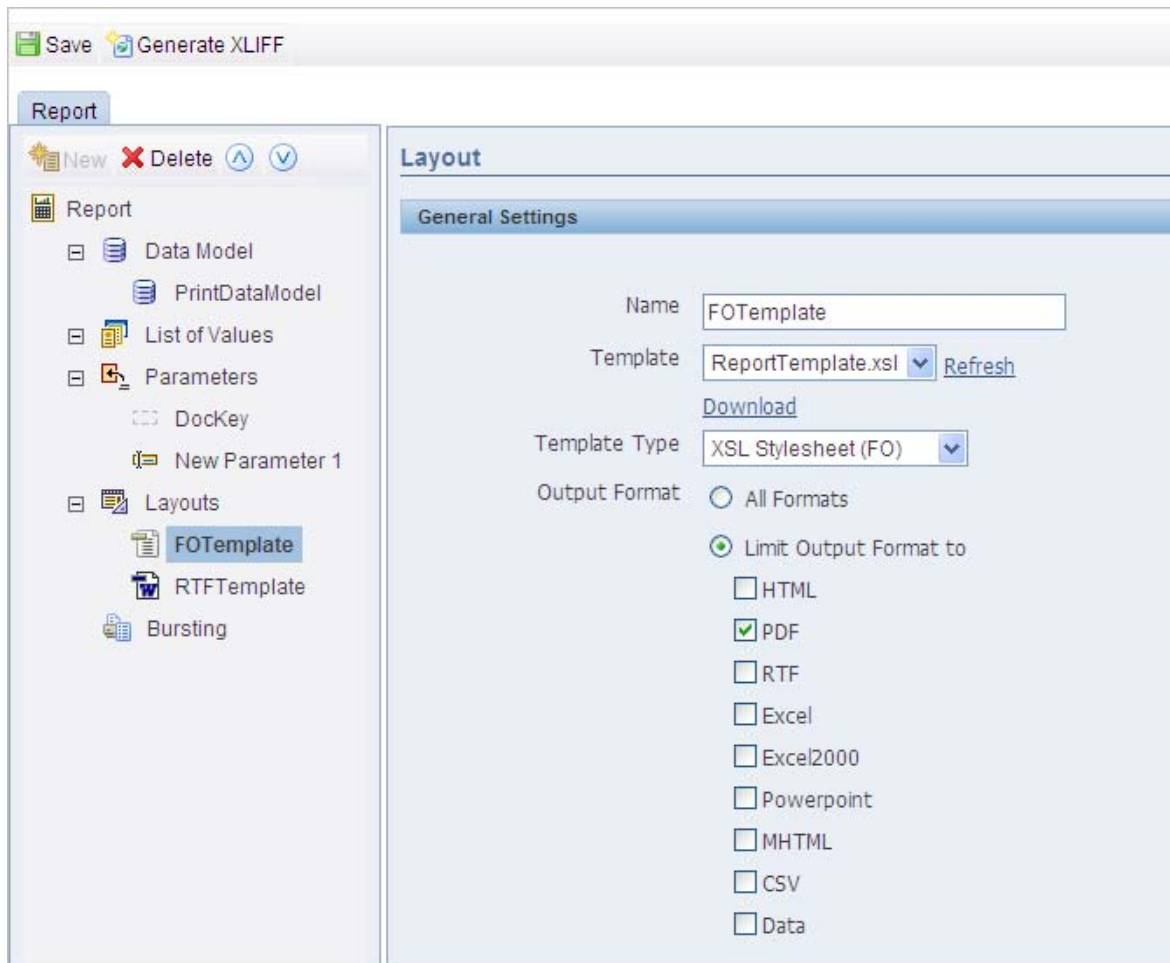 Save Generate XLIFF
Report
New Delete
Report
Data Model
PrintDataModel
List of Values
Parameters
DocKey
New Parameter 1
Layouts
FOTemplate
RTFTemplate
Bursting
Layout
General Settings
Name FOTemplate
Template ReportTemplate.xsl Refresh
Download
Template Type XSL Stylesheet (FO)
Output Format All Formats
Limit Output Format to
HTML
PDF
RTF
Excel
Excel2000
Powerpoint
MHTML
CSV
Data